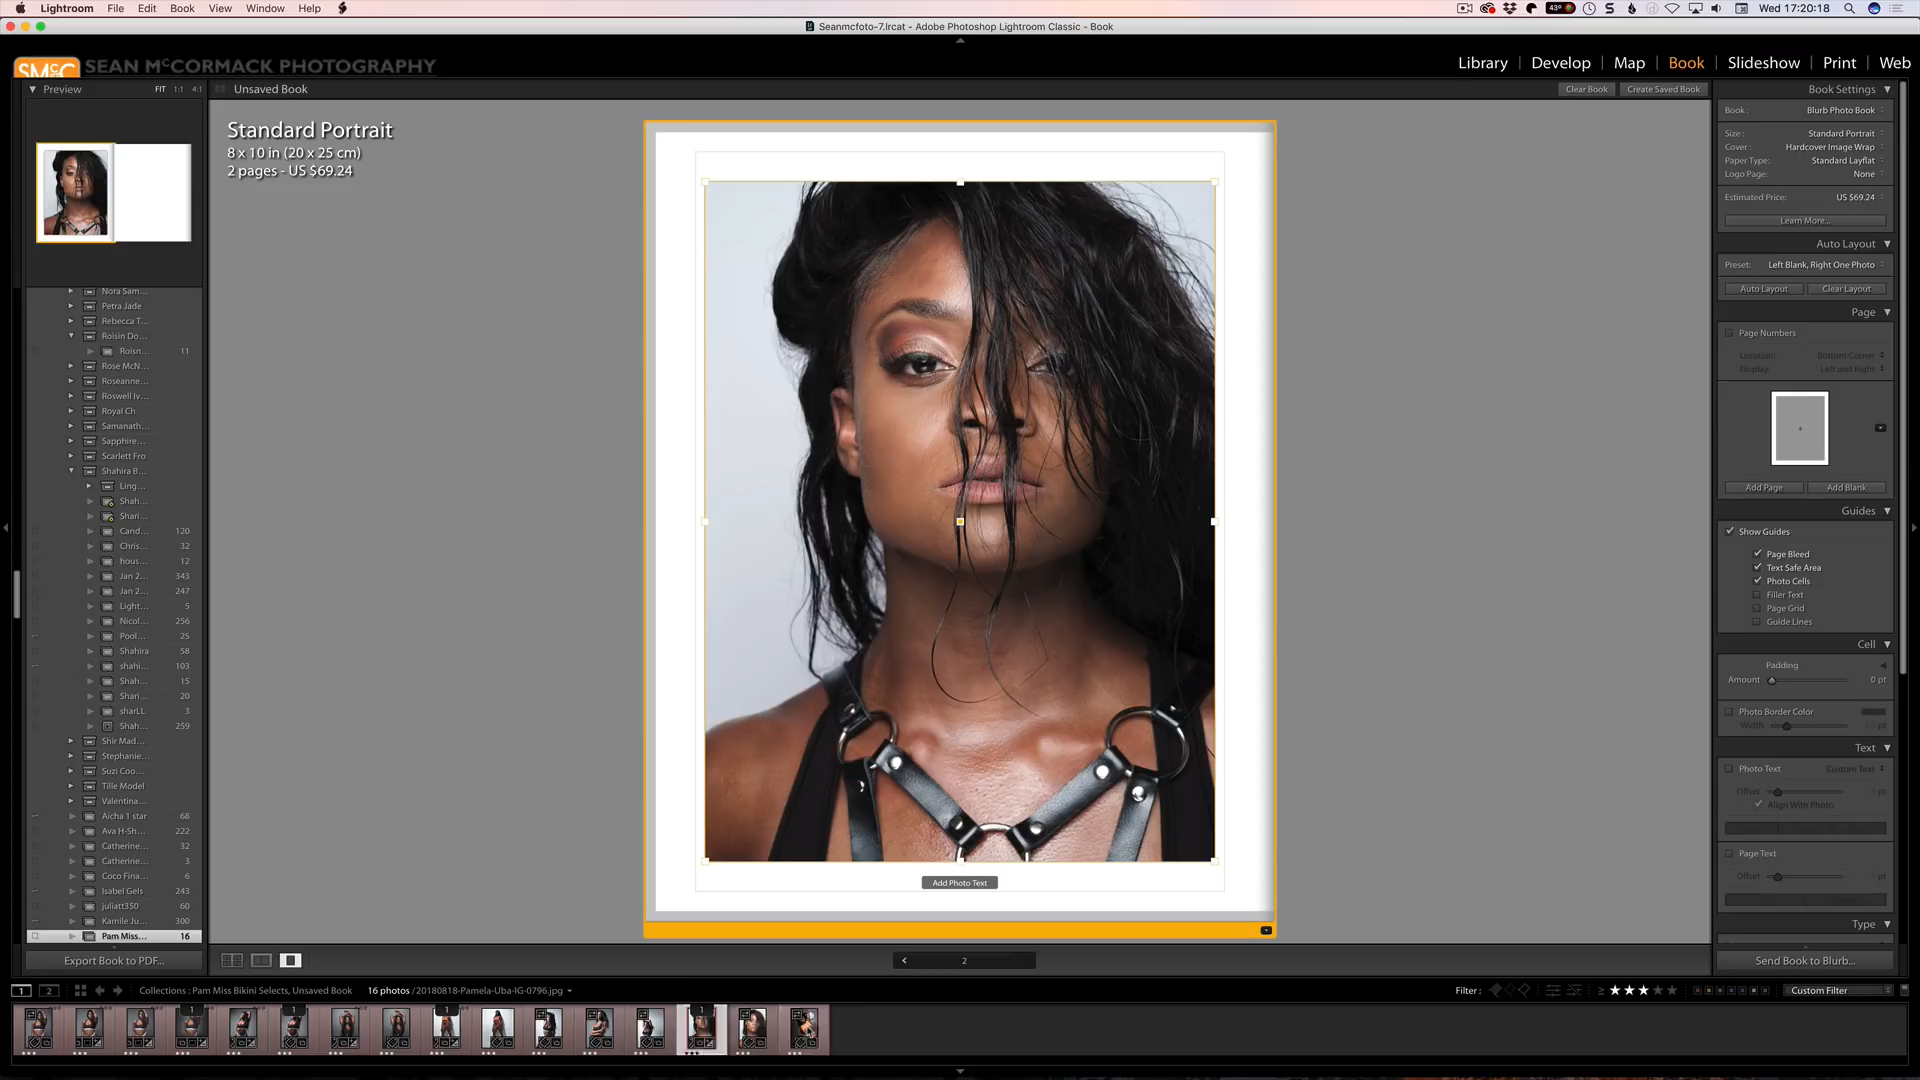 Lightroom File Edit View Book Settings Window Help
43° Wed 17:20:18
Seanmcfoto-7.lrcat - Adobe Photoshop Lightroom Classic - Book
SMcC SEAN McCORMACK PHOTOGRAPHY
Library | Develop | Map | Book | Slideshow | Print | Web
Preview FIT 1:1 4:1
Unsaved Book
Clear Book Create Saved Book
Standard Portrait
8 x 10 in (20 x 25 cm)
2 pages - US $69.24
Nora Sam...
Petra Jade
Rebecca T...
Roisin Do...
Roisn... 11
Rose McN...
Roseanne...
Roswell Iv...
Royal Ch
Samanath...
Sapphire...
Scarlett Fro
Shahira B...
Ling...
Shah...
Shari...
Cand... 120
Chris... 32
hous... 12
Jan 2... 343
Jan 2... 247
Light... 5
Nicol... 256
Pool... 25
Shahira 58
shahi... 103
Shah... 15
Shari... 20
sharLL 3
Shah... 259
Shir Mad...
Stephanie...
Suzi Coo...
Tille Model
Valentina...
Aicha 1 star 68
Ava H-Sh... 222
Catherine... 32
Catherine... 3
Coco Fina... 6
Isabel Gels 243
juliatt350 60
Kamile Ju... 300
Pam Miss... 16
Export Book to PDF...
Add Photo Text
2
Book Settings
Book : Blurb Photo Book
Size : Standard Portrait
Cover : Hardcover Image Wrap
Paper Type : Standard Layflat
Logo Page : None
Estimated Price: US $69.24
Learn More...
Auto Layout
Preset: Left Blank, Right One Photo
Auto Layout Clear Layout
Page
Page Numbers
Location: Bottom Corner
Display: Left and Right
Add Page Add Blank
Guides
Show Guides
Page Bleed
Text Safe Area
Photo Cells
Filler Text
Page Grid
Guide Lines
Cell
Padding
Amount 0 pt
Photo Border Color
Width
Text
Photo Text Custom Text
Offset
Align With Photo
Page Text
Offset
Type
Send Book to Blurb...
1 2 Collections : Pam Miss Bikini Selects, Unsaved Book 16 photos / 20180818-Pamela-Uba-IG-0796.jpg
Filter : Custom Filter
1 1 1 1